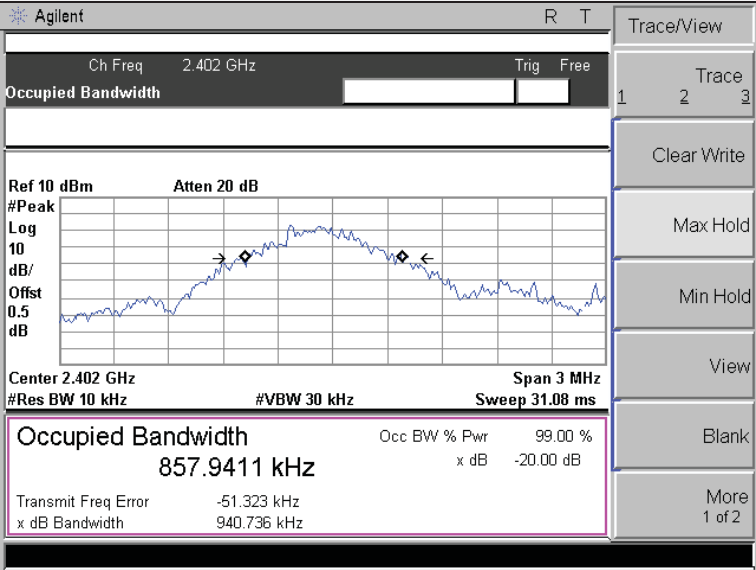 Agilent R T
Trace/View
Ch Freq 2.402 GHz Trig Free
Occupied Bandwidth
Trace
1 2 3
Clear Write
Max Hold
Min Hold
View
Blank
More
1 of 2
Ref 10 dBm Atten 20 dB
#Peak
Log
10
dB/
Offst
0.5
dB
Center 2.402 GHz Span 3 MHz
#Res BW 10 kHz #VBW 30 kHz Sweep 31.08 ms
Occupied Bandwidth Occ BW % Pwr 99.00 %
857.9411 kHz x dB -20.00 dB
Transmit Freq Error -51.323 kHz
x dB Bandwidth 940.736 kHz